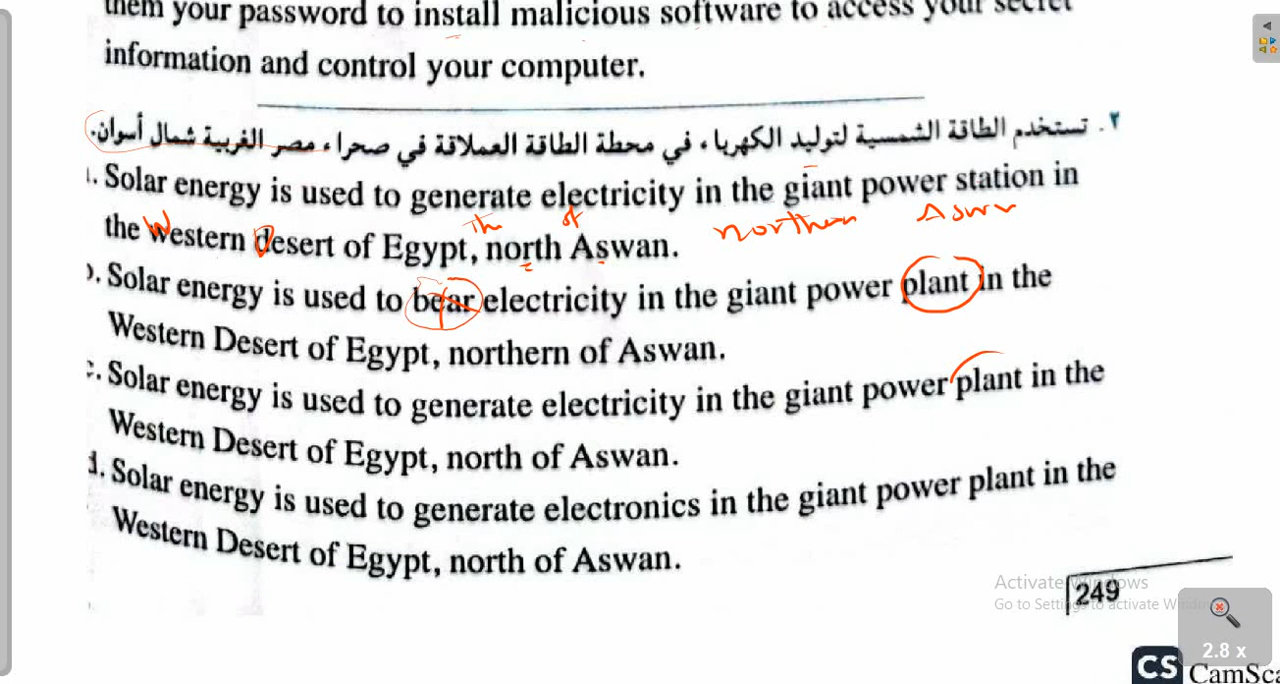 them your password to install malicious software to access your secret
information and control your computer.
٢. تستخدم الطاقة الشمسية لتوليد الكهرباء، في محطة الطاقة العملاقة في صحراء مصر الغربية شمال أسوان.
a. Solar energy is used to generate electricity in the giant power station in
W the of northern Aswan
the western desert of Egypt, north Aswan.
D
b. Solar energy is used to bear electricity in the giant power plant in the
Western Desert of Egypt, northern of Aswan.
c. Solar energy is used to generate electricity in the giant power plant in the
Western Desert of Egypt, north of Aswan.
d. Solar energy is used to generate electronics in the giant power plant in the
Western Desert of Egypt, north of Aswan.
Activate Windows
Go to Settings to activate
249
2.8 x
CS CamSca